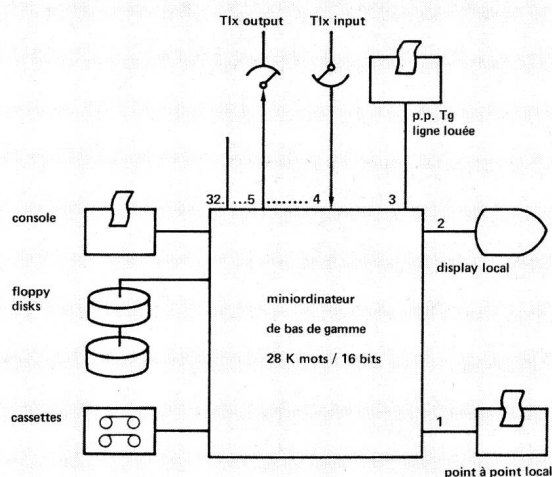 Tlx output Tlx input
p.p. Tg
ligne louée
32. ...5 ........ 4 3
console
2
display local
floppy
disks
miniordinateur
de bas de gamme
28 K mots / 16 bits
cassettes
1
point à point local